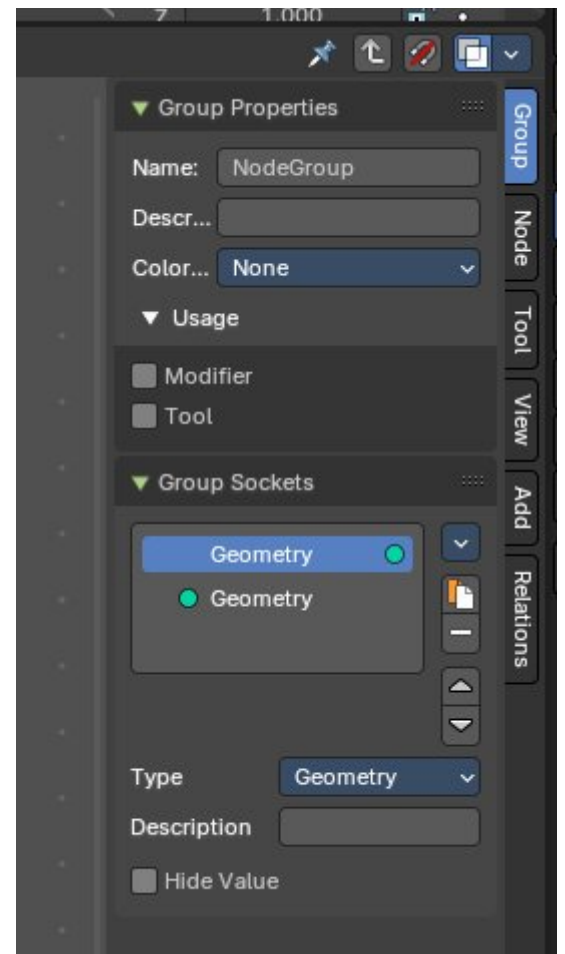 Z 1.000
Group Properties
Name: NodeGroup
Descr...
Color... None
Usage
Modifier
Tool
Group Sockets
Geometry
Geometry
Type Geometry
Description
Hide Value
Group
Node
Tool
View
Add
Relations